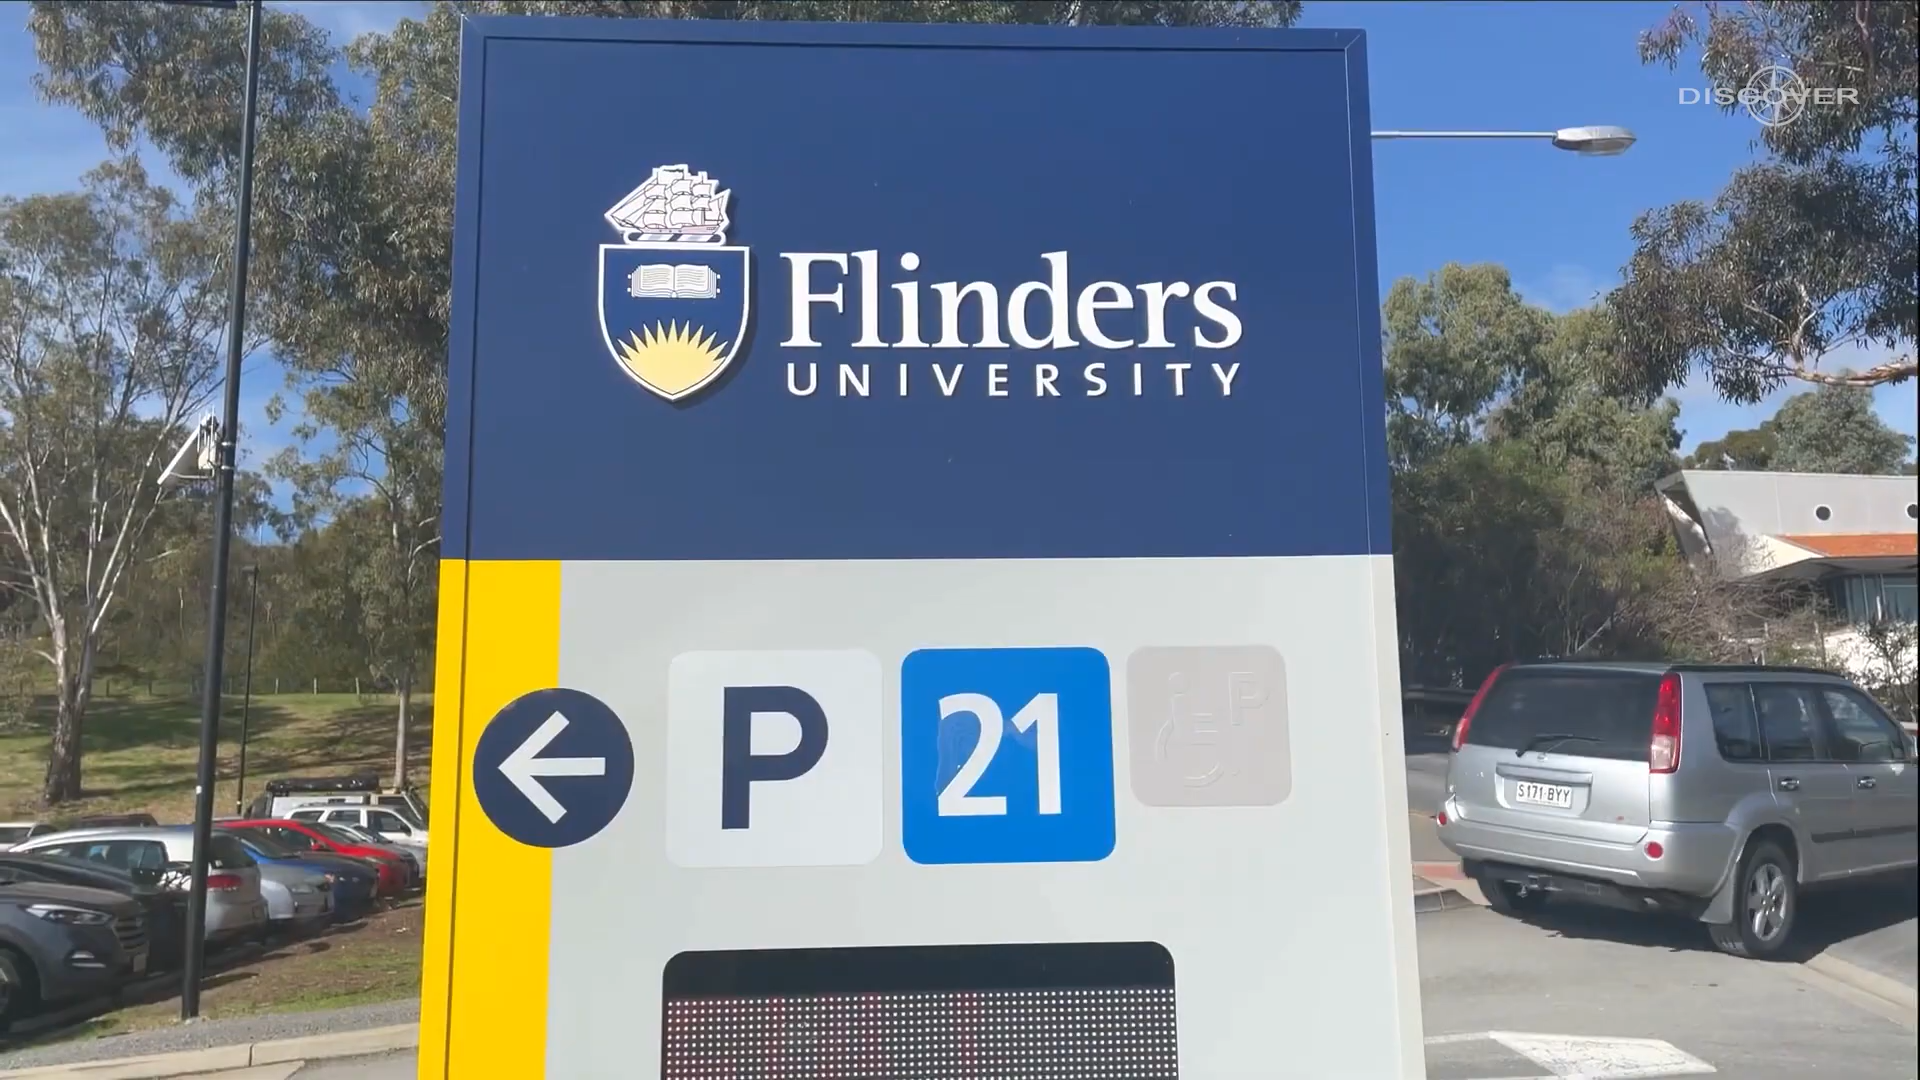 DISCOVER
Flinders
UNIVERSITY
P 21 P
S171·BYY